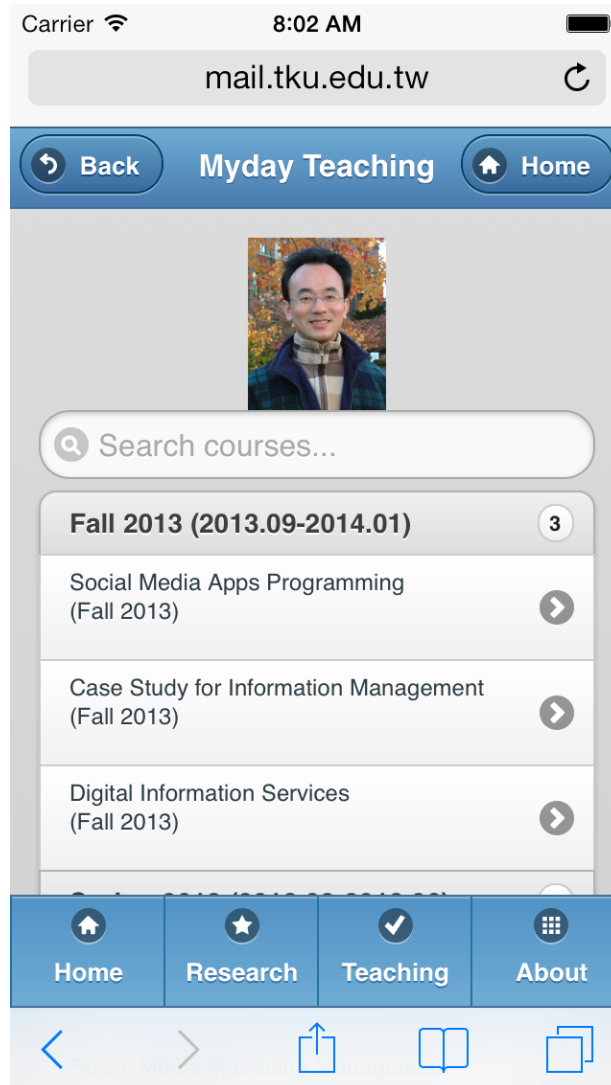 Carrier 8:02 AM
mail.tku.edu.tw
Back Myday Teaching Home
Search courses...
Fall 2013 (2013.09-2014.01) 3
Social Media Apps Programming
(Fall 2013)
Case Study for Information Management
(Fall 2013)
Digital Information Services
(Fall 2013)
Home Research Teaching About